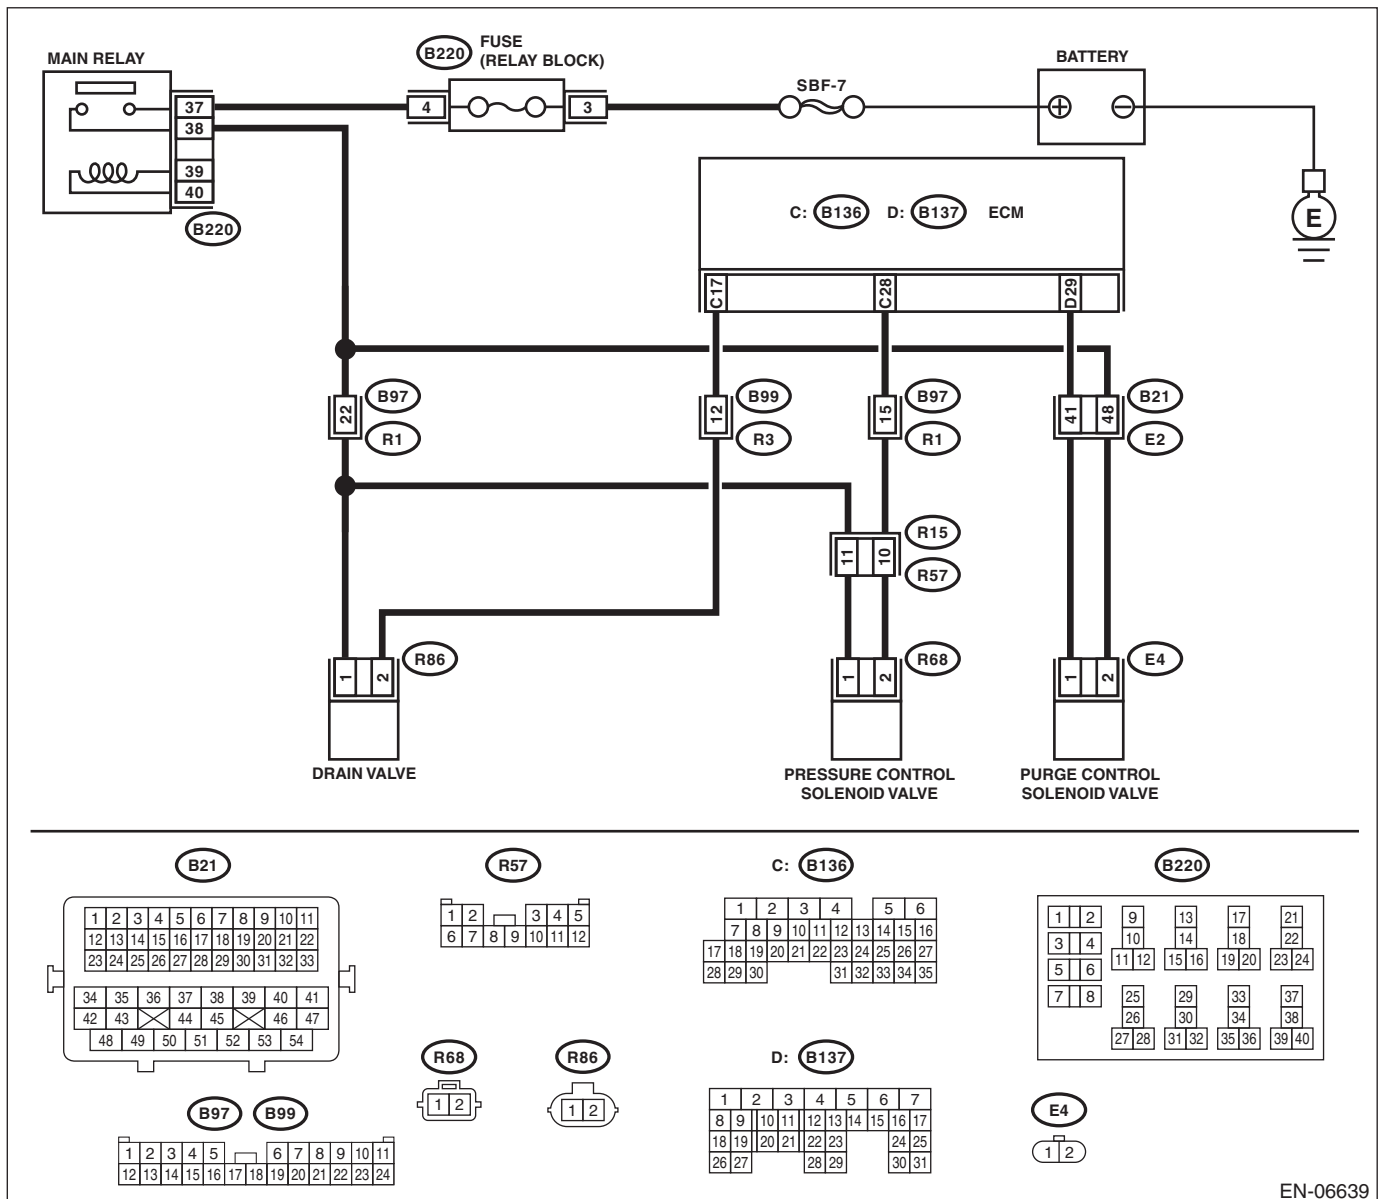 MAIN RELAY
B220
FUSE
(RELAY BLOCK)
BATTERY
SBF-7
37
38
39
40
4
3
B220
C: B136 D: B137 ECM
E
C17
C28
D29
22
B97
R1
12
B99
R3
15
B97
R1
41
48
B21
E2
11
10
R15
R57
1
2
R86
1
2
R68
1
2
E4
DRAIN VALVE
PRESSURE CONTROL
SOLENOID VALVE
PURGE CONTROL
SOLENOID VALVE
B21
1 2 3 4 5 6 7 8 9 10 11
12 13 14 15 16 17 18 19 20 21 22
23 24 25 26 27 28 29 30 31 32 33
34 35 36 37 38 39 40 41
42 43 44 45 46 47
48 49 50 51 52 53 54
R57
1 2 3 4 5
6 7 8 9 10 11 12
C: B136
1 2 3 4 5 6
7 8 9 10 11 12 13 14 15 16
17 18 19 20 21 22 23 24 25 26 27
28 29 30 31 32 33 34 35
B220
1 2 9 13 17 21
3 4 10 14 18 22
5 6 11 12 15 16 19 20 23 24
7 8 25 29 33 37
26 30 34 38
27 28 31 32 35 36 39 40
R68
1 2
R86
1 2
D: B137
1 2 3 4 5 6 7
8 9 10 11 12 13 14 15 16 17
18 19 20 21 22 23 24 25
26 27 28 29 30 31
B97 B99
1 2 3 4 5 6 7 8 9 10 11
12 13 14 15 16 17 18 19 20 21 22 23 24
E4
1 2
EN-06639